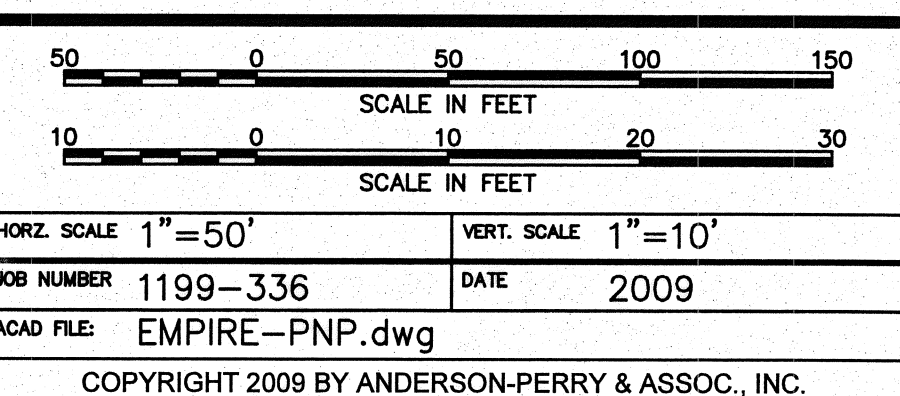 50 0 50 100 150
SCALE IN FEET
10 0 10 20 30
SCALE IN FEET
HORZ. SCALE 1"=50' VERT. SCALE 1"=10'
JOB NUMBER 1199-336 DATE 2009
ACAD FILE: EMPIRE-PNP.dwg
COPYRIGHT 2009 BY ANDERSON-PERRY & ASSOC., INC.